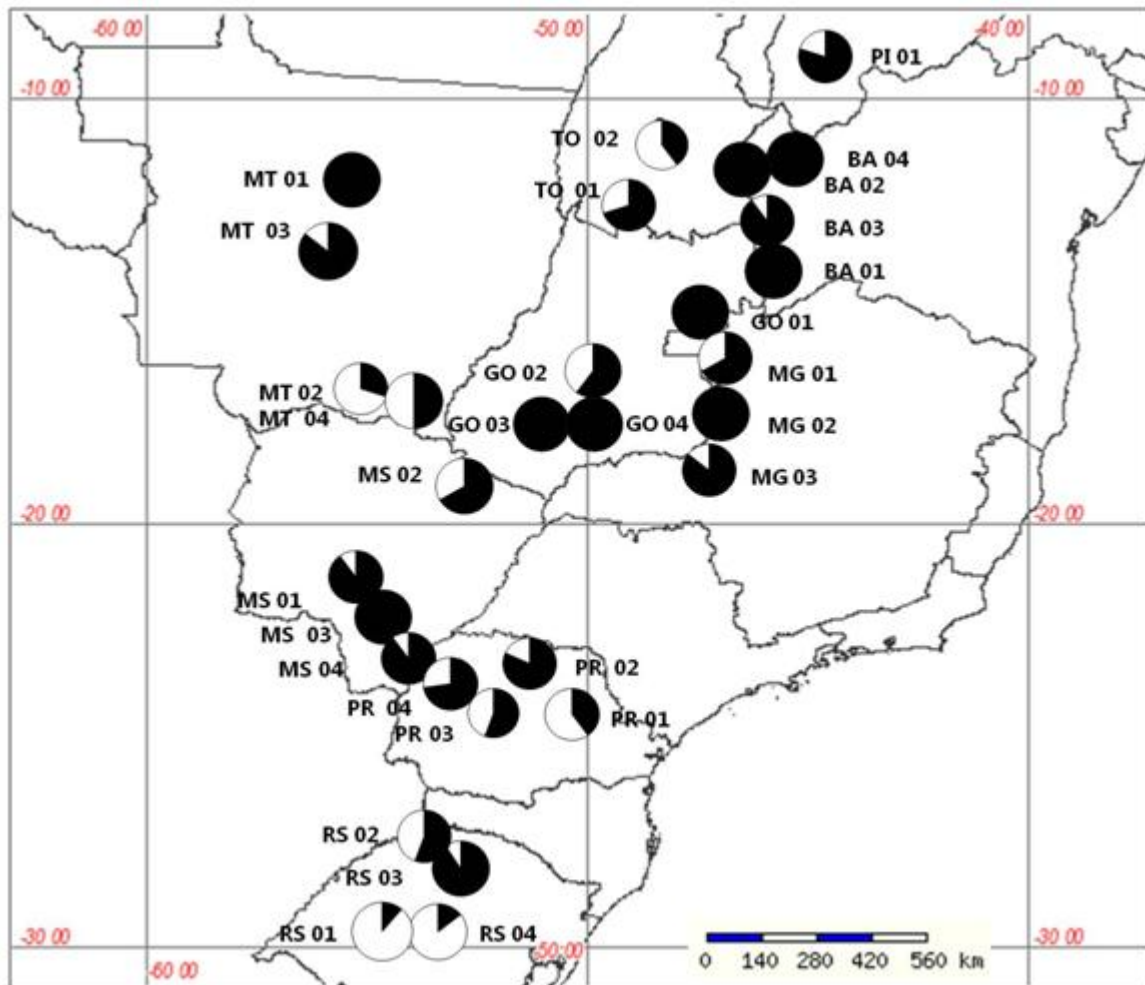 -60 00
-50 00
-40 00
PI 01
-10 00
-10 00
TO 02
BA 04
MT 01
BA 02
TO 01
MT 03
BA 03
BA 01
GO 01
GO 02
MG 01
MT 02
MT 04
GO 03
GO 04
MG 02
MS 02
MG 03
-20 00
-20 00
MS 01
MS 03
MS 04
PR 02
PR 04
PR 03
PR 01
RS 02
RS 03
RS 01
RS 04
-30 00
-50:00
-30 00
-60 00
0 140 280 420 560 km